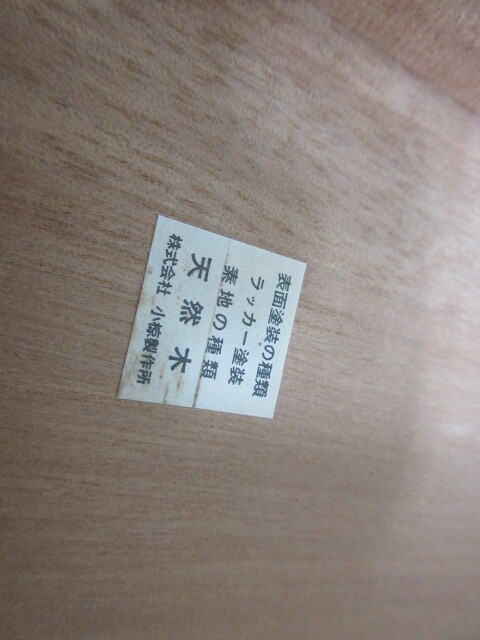 表面塗装の種類
ラッカー塗装
素地の種類
天然木
株式会社 小椋製作所